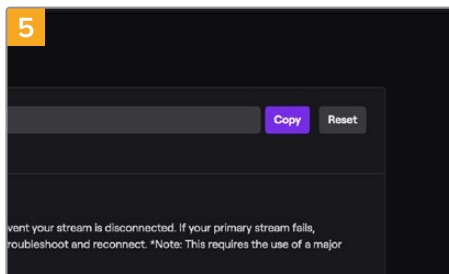 5
Copy Reset
vent your stream is disconnected. If your primary stream fails,
roubleshoot and reconnect. *Note: This requires the use of a major